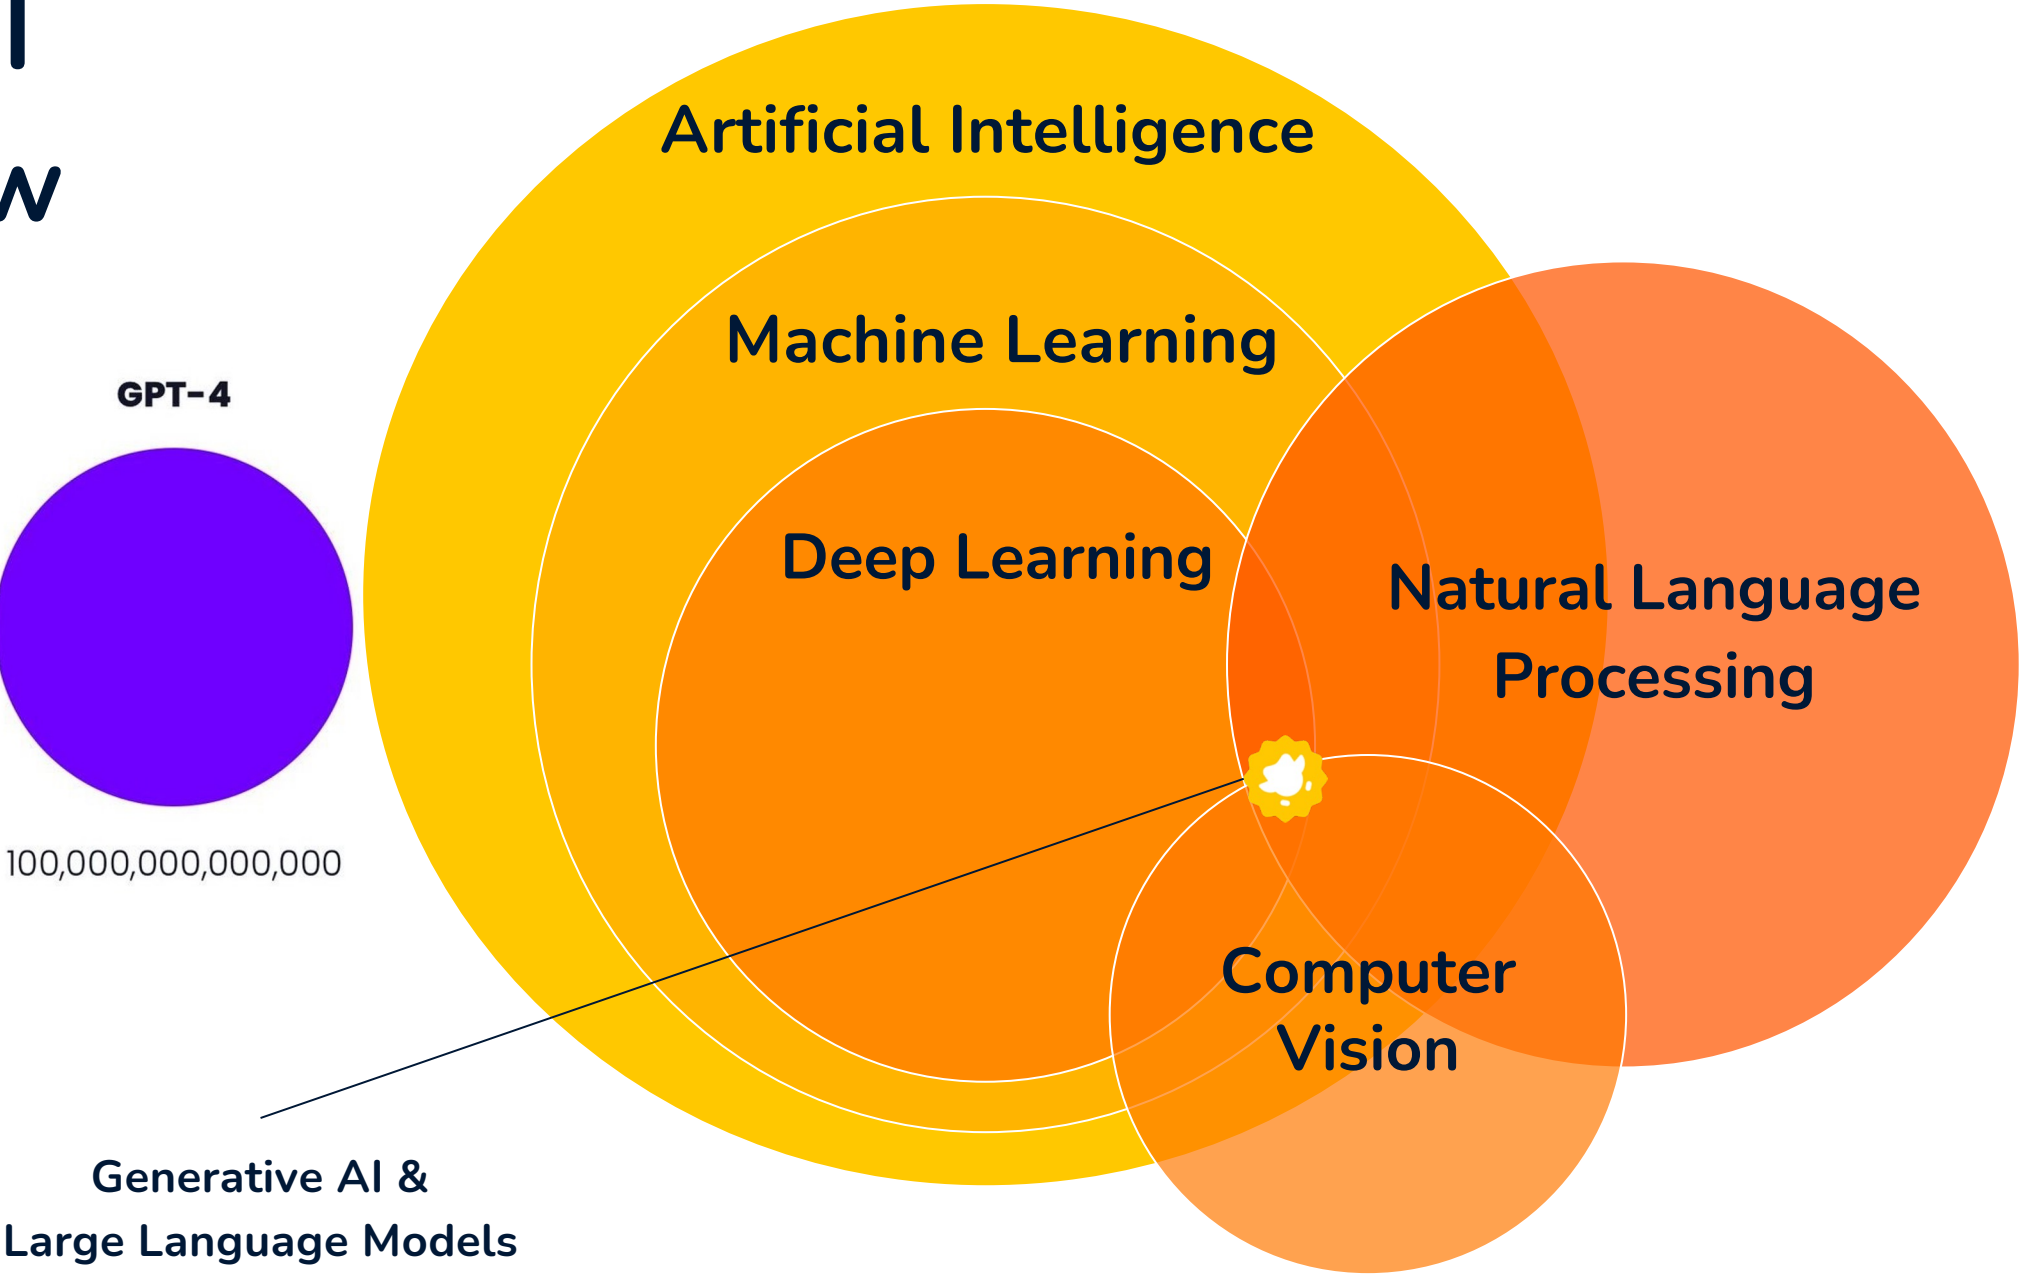 Artificial Intelligence
Machine Learning
GPT-4
Deep Learning
Natural Language
Processing
100,000,000,000,000
Computer
Vision
Generative AI &
Large Language Models